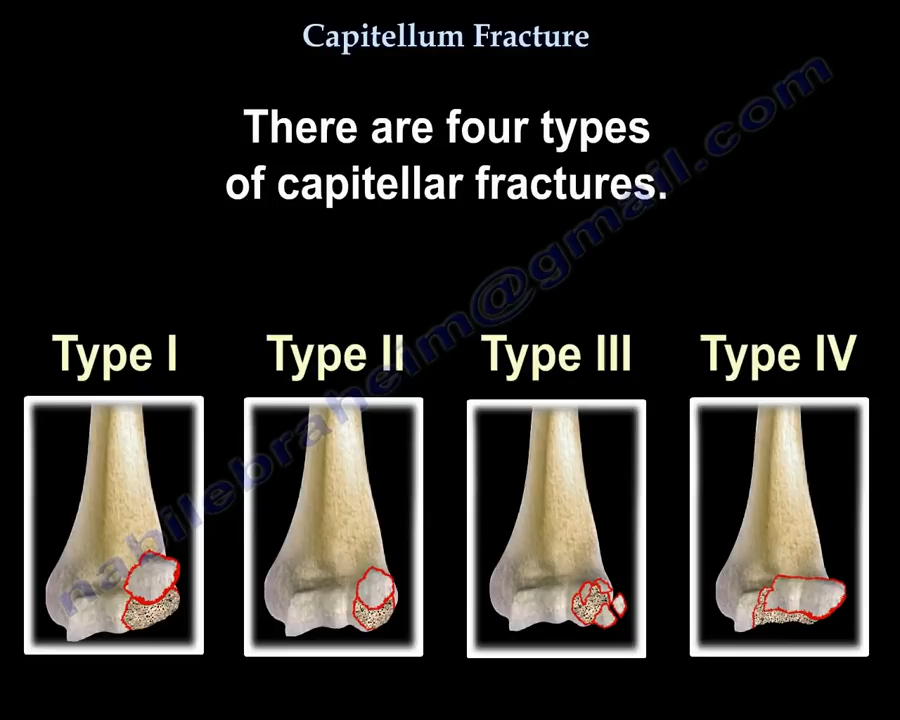 Capitellum Fracture
There are four types
of capitellar fractures.
Type I
Type II
Type III
Type IV
nabilebraheim@gmail.com